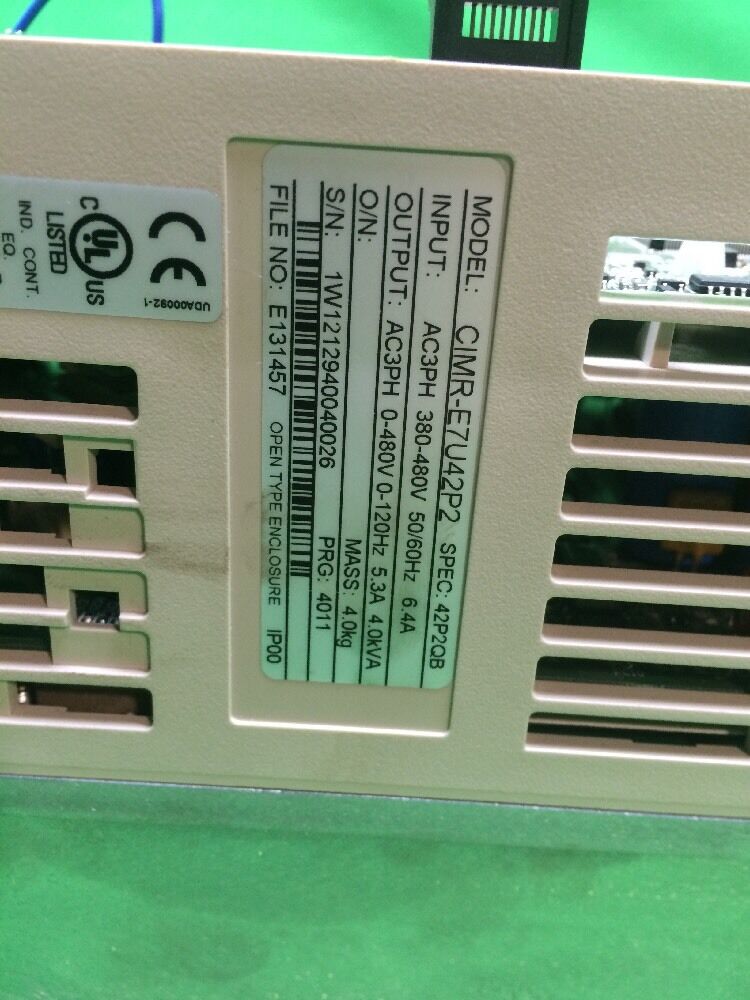 MODEL: CIMR-E7U42P2 SPEC: 42P2QB
INPUT: AC3PH 380-480V 50/60Hz 6.4A
OUTPUT: AC3PH 0-480V 0-120Hz 5.3A 4.0kVA
O/N: MASS: 4.0kg
S/N: 1W1212940040026 PRG: 4011
FILE NO: E131457 OPEN TYPE ENCLOSURE IP00
CE
UDA00092-1
C UL US
LISTED
IND. CONT.
EQ.